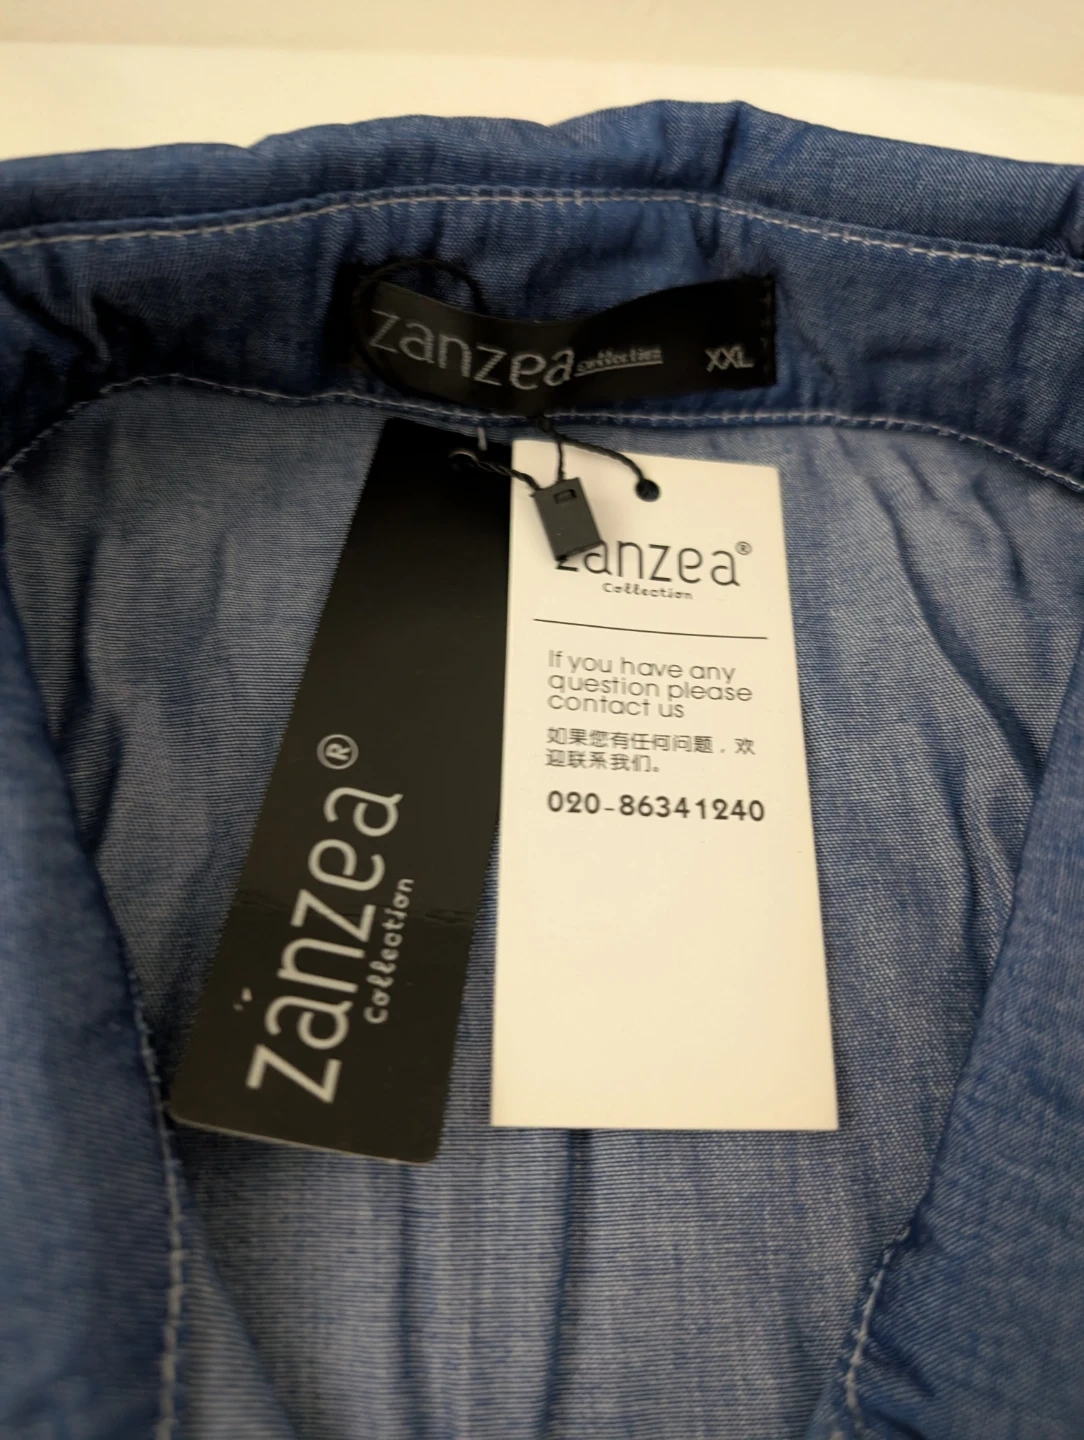 zanzea collection XXL
zanzea®
Collection
If you have any
question please
contact us
如果您有任何问题，欢
迎联系我们。
020-86341240
zanzea®
Collection